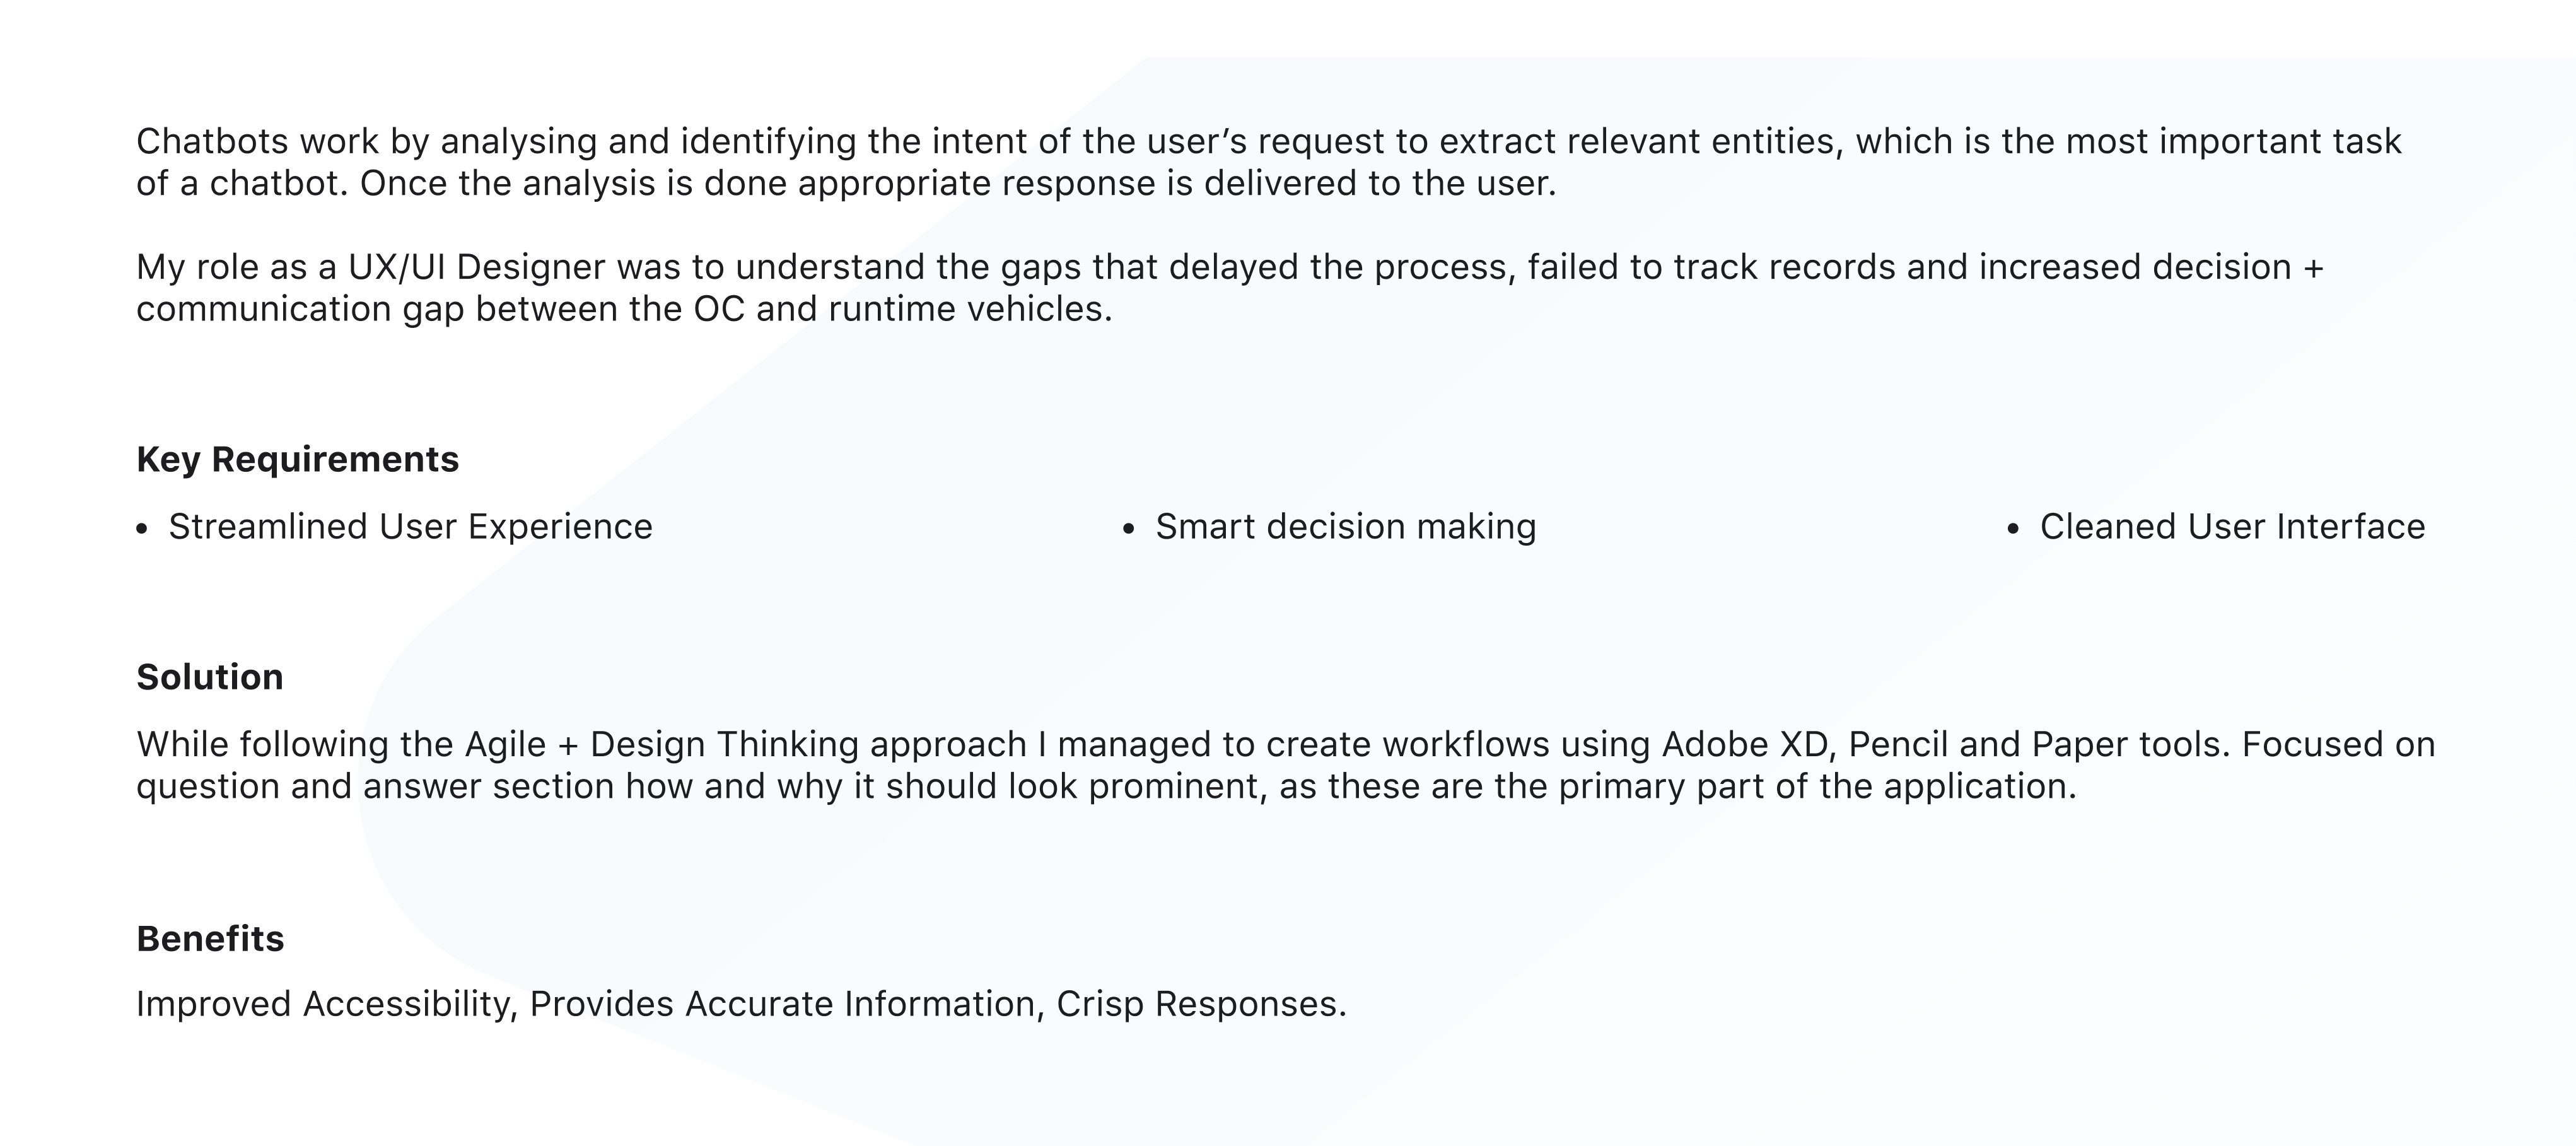 Chatbots work by analysing and identifying the intent of the user’s request to extract relevant entities, which is the most important task
of a chatbot. Once the analysis is done appropriate response is delivered to the user.
My role as a UX/UI Designer was to understand the gaps that delayed the process, failed to track records and increased decision +
communication gap between the OC and runtime vehicles.
Key Requirements
• Streamlined User Experience
• Smart decision making
• Cleaned User Interface
Solution
While following the Agile + Design Thinking approach I managed to create workflows using Adobe XD, Pencil and Paper tools. Focused on
question and answer section how and why it should look prominent, as these are the primary part of the application.
Benefits
Improved Accessibility, Provides Accurate Information, Crisp Responses.